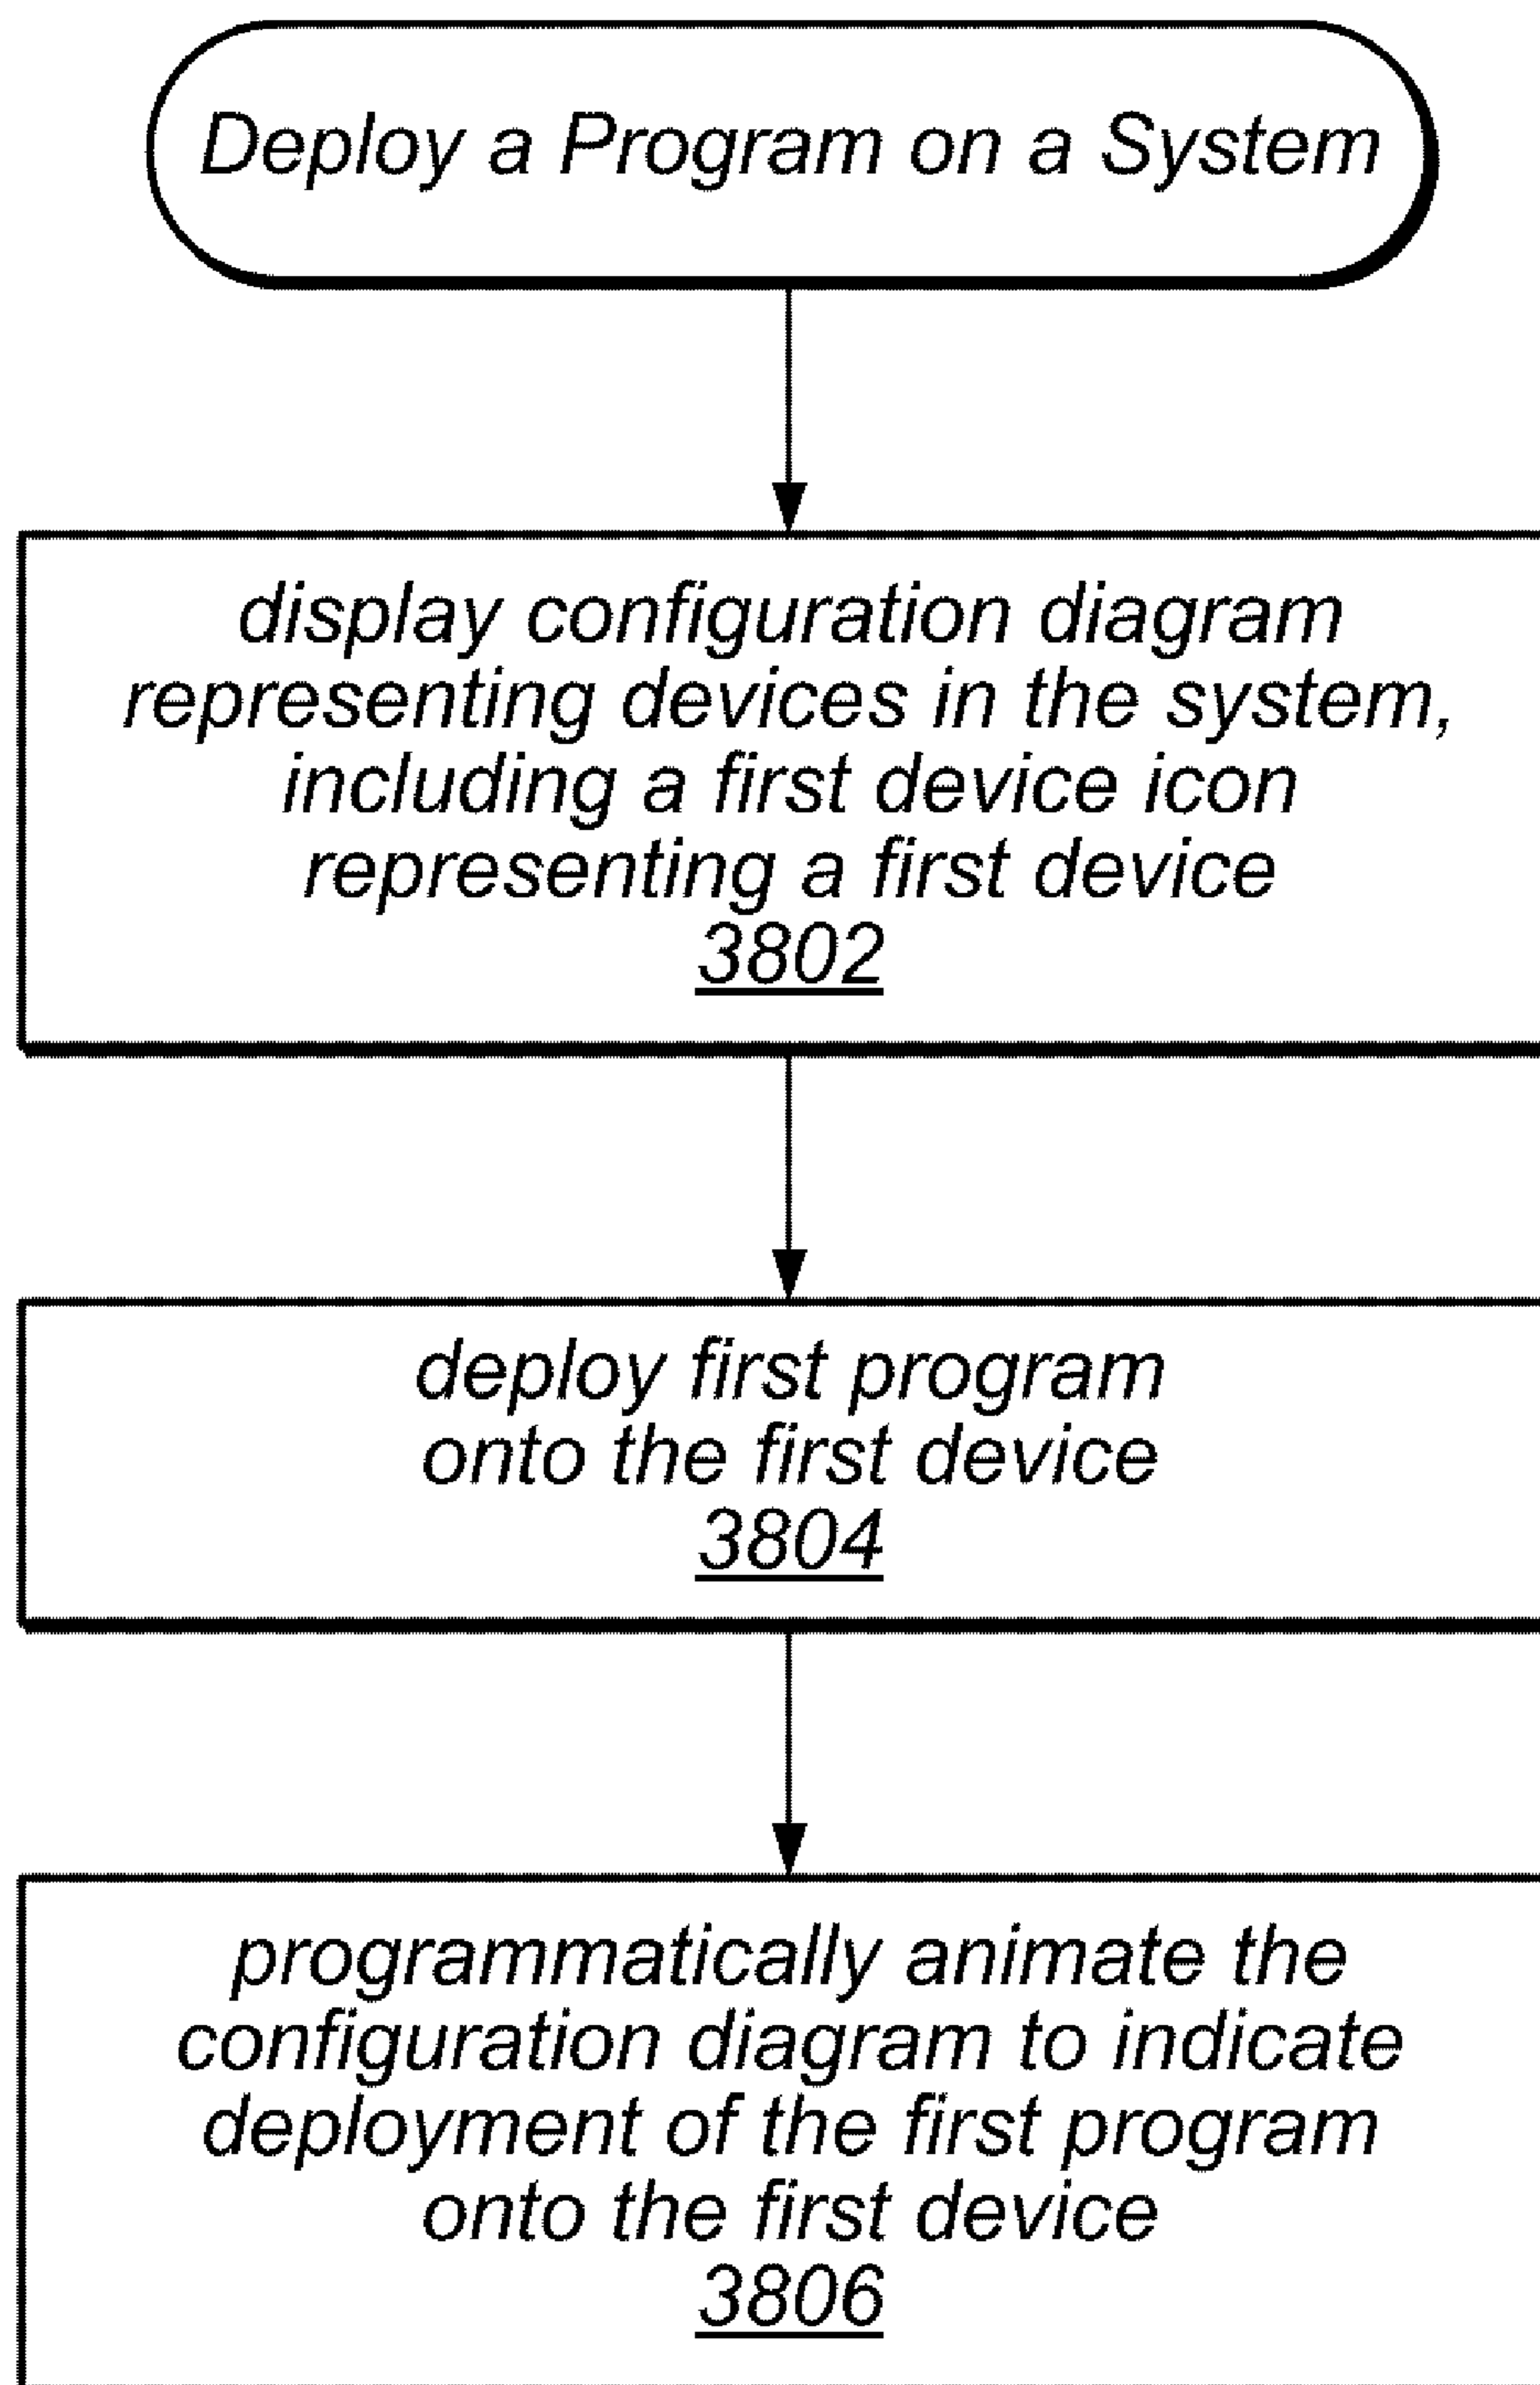 Deploy a Program on a System
display configuration diagram
representing devices in the system,
including a first device icon
representing a first device
3802
deploy first program
onto the first device
3804
programmatically animate the
configuration diagram to indicate
deployment of the first program
onto the first device
3806